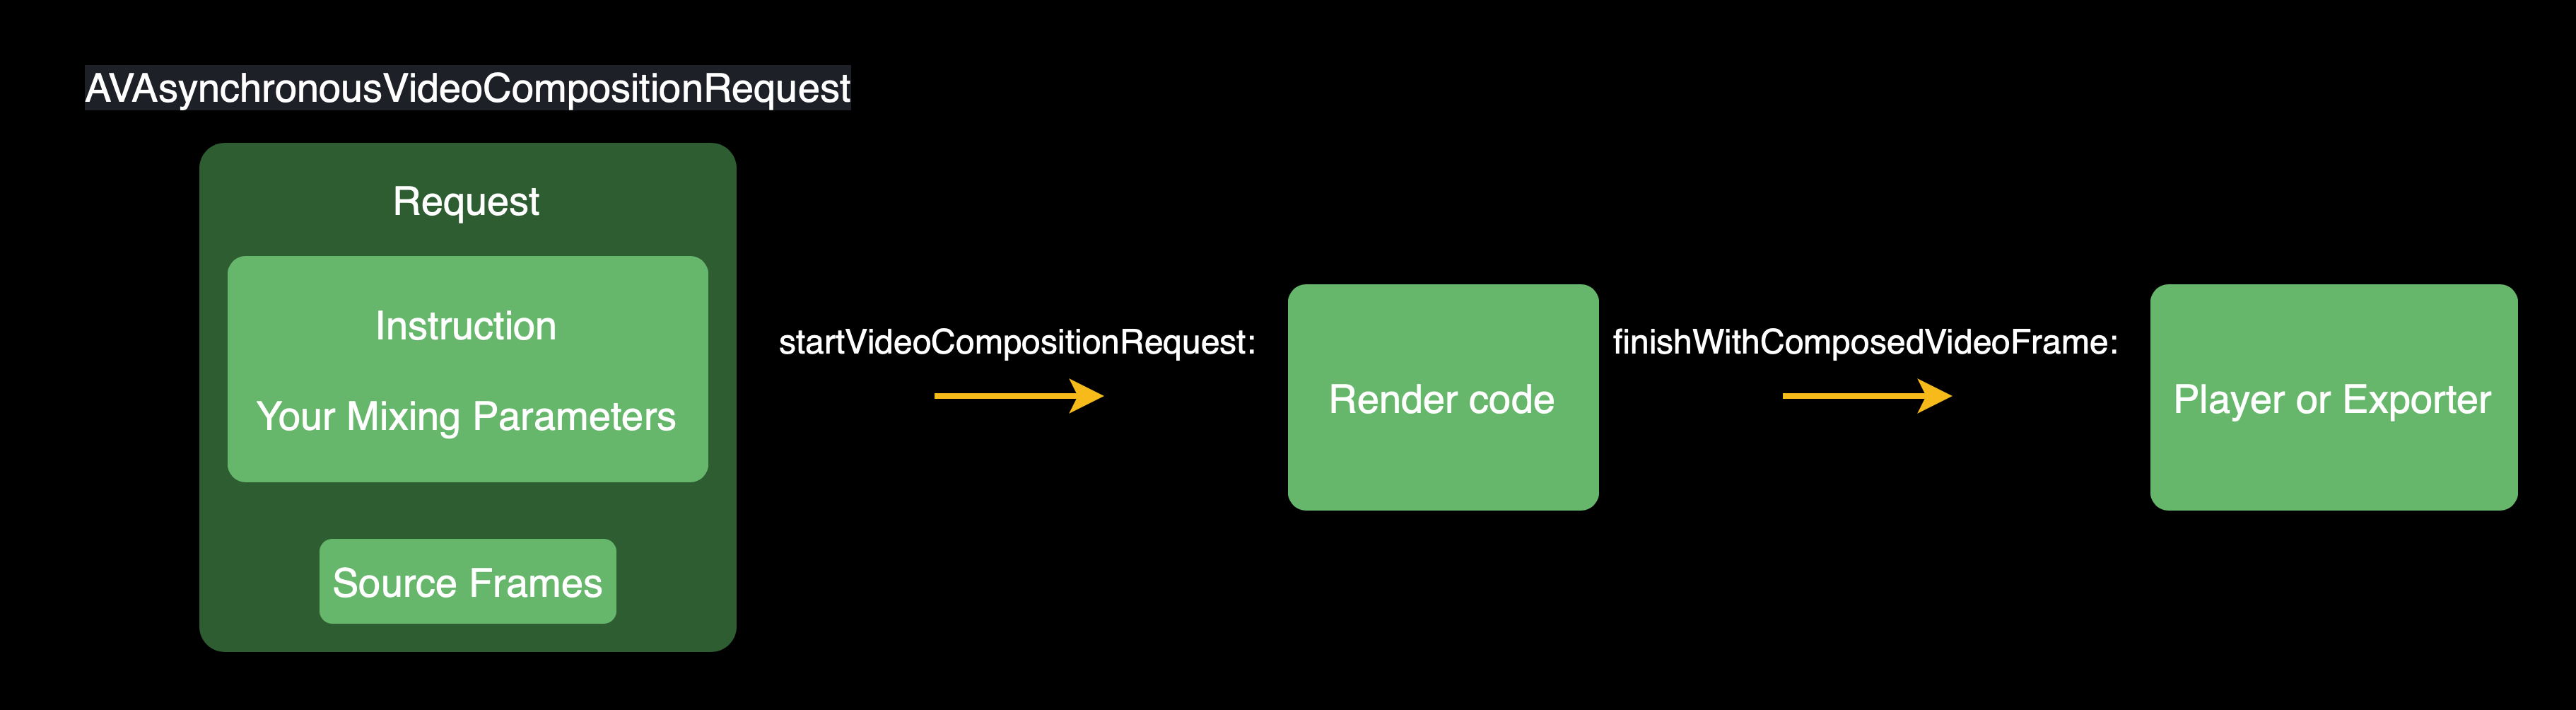 AVAsynchronousVideoCompositionRequest
Request
Instruction
Your Mixing Parameters
Source Frames
startVideoCompositionRequest:
Render code
finishWithComposedVideoFrame:
Player or Exporter